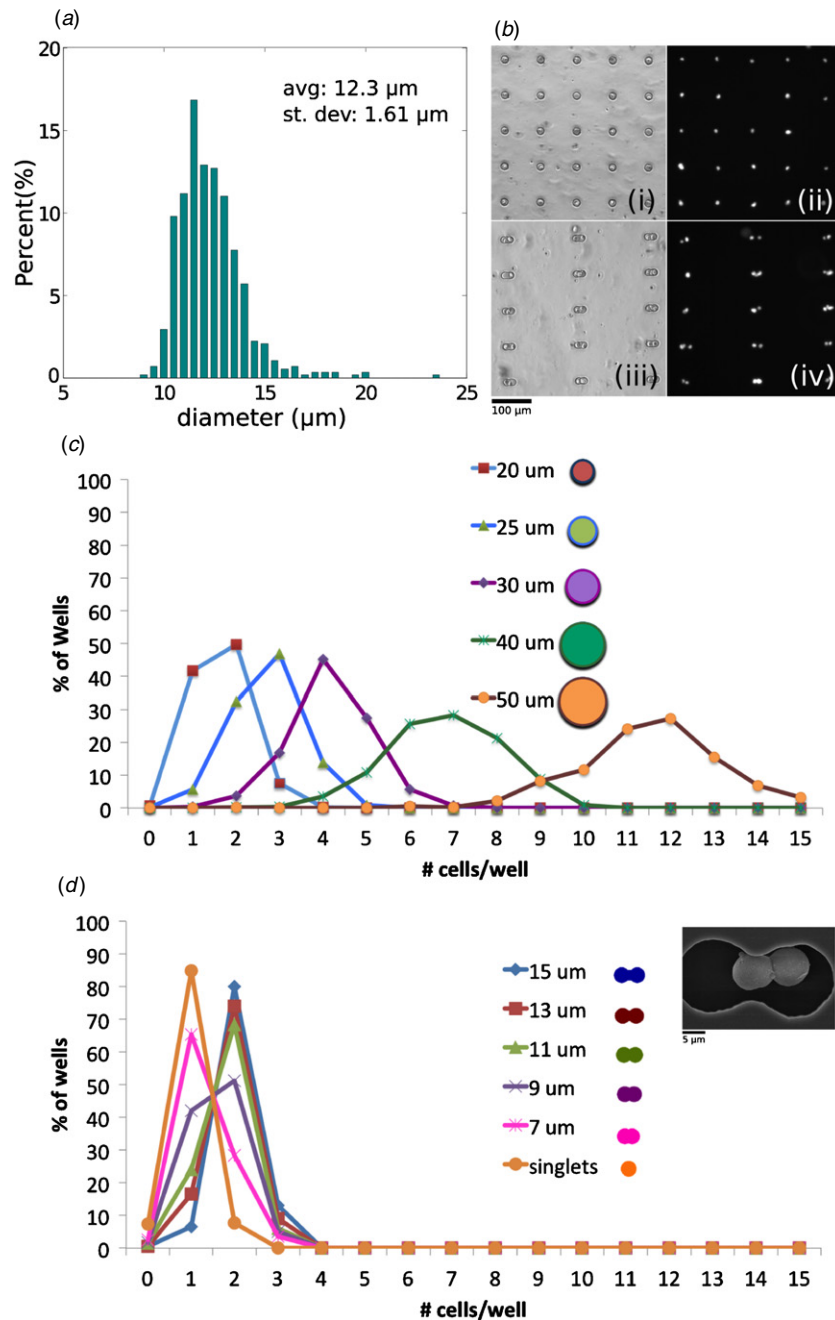 (a)
20
15
10
5
0
Percent(%)
avg: 12.3 µm
st. dev: 1.61 µm
5 10 15 20 25
diameter (µm)
(b)
(i)
(ii)
(iii)
(iv)
100 µm
(c)
100
90
80
70
60
50
40
30
20
10
0
% of Wells
20 um
25 um
30 um
40 um
50 um
0 1 2 3 4 5 6 7 8 9 10 11 12 13 14 15
# cells/well
(d)
100
90
80
70
60
50
40
30
20
10
0
% of wells
15 um
13 um
11 um
9 um
7 um
singlets
5 µm
0 1 2 3 4 5 6 7 8 9 10 11 12 13 14 15
# cells/well